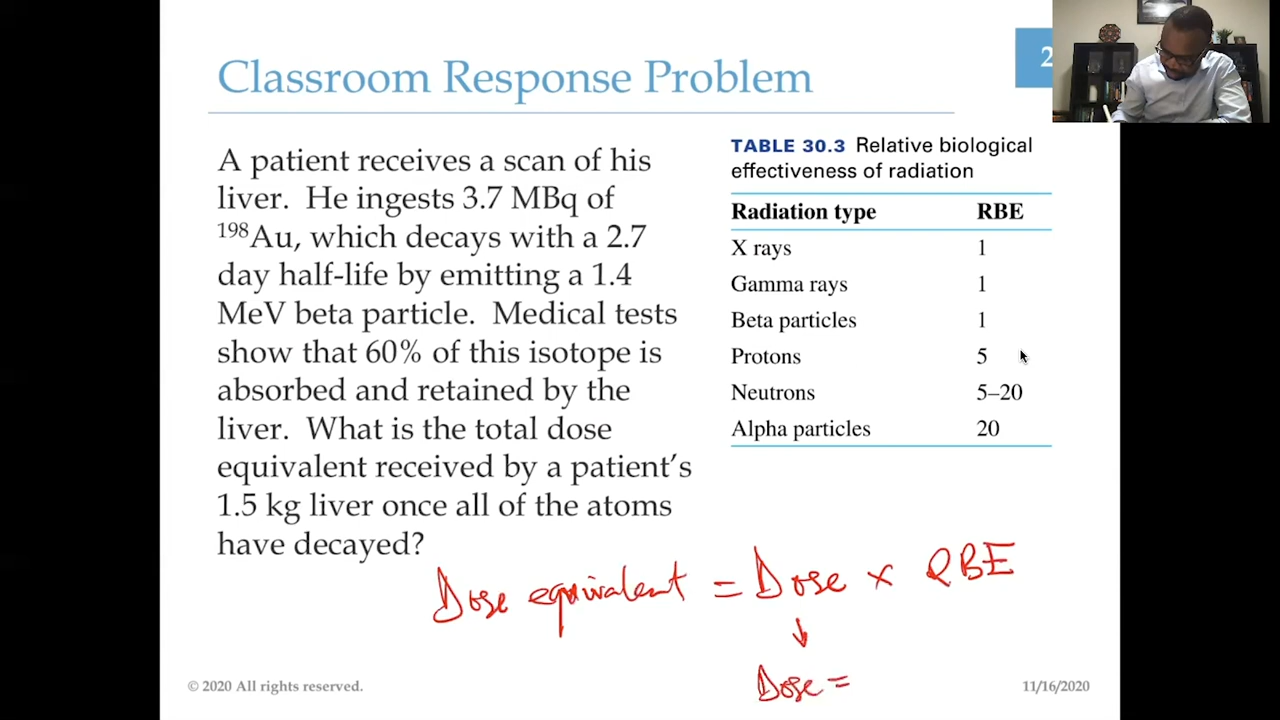 Classroom Response Problem
2
A patient receives a scan of his
liver. He ingests 3.7 MBq of
¹⁹⁸Au, which decays with a 2.7
day half-life by emitting a 1.4
MeV beta particle. Medical tests
show that 60% of this isotope is
absorbed and retained by the
liver. What is the total dose
equivalent received by a patient's
1.5 kg liver once all of the atoms
have decayed?
TABLE 30.3 Relative biological
effectiveness of radiation
Radiation type RBE
X rays 1
Gamma rays 1
Beta particles 1
Protons 5
Neutrons 5–20
Alpha particles 20
Dose equivalent = Dose × RBE
↓
Dose =
© 2020 All rights reserved.
11/16/2020